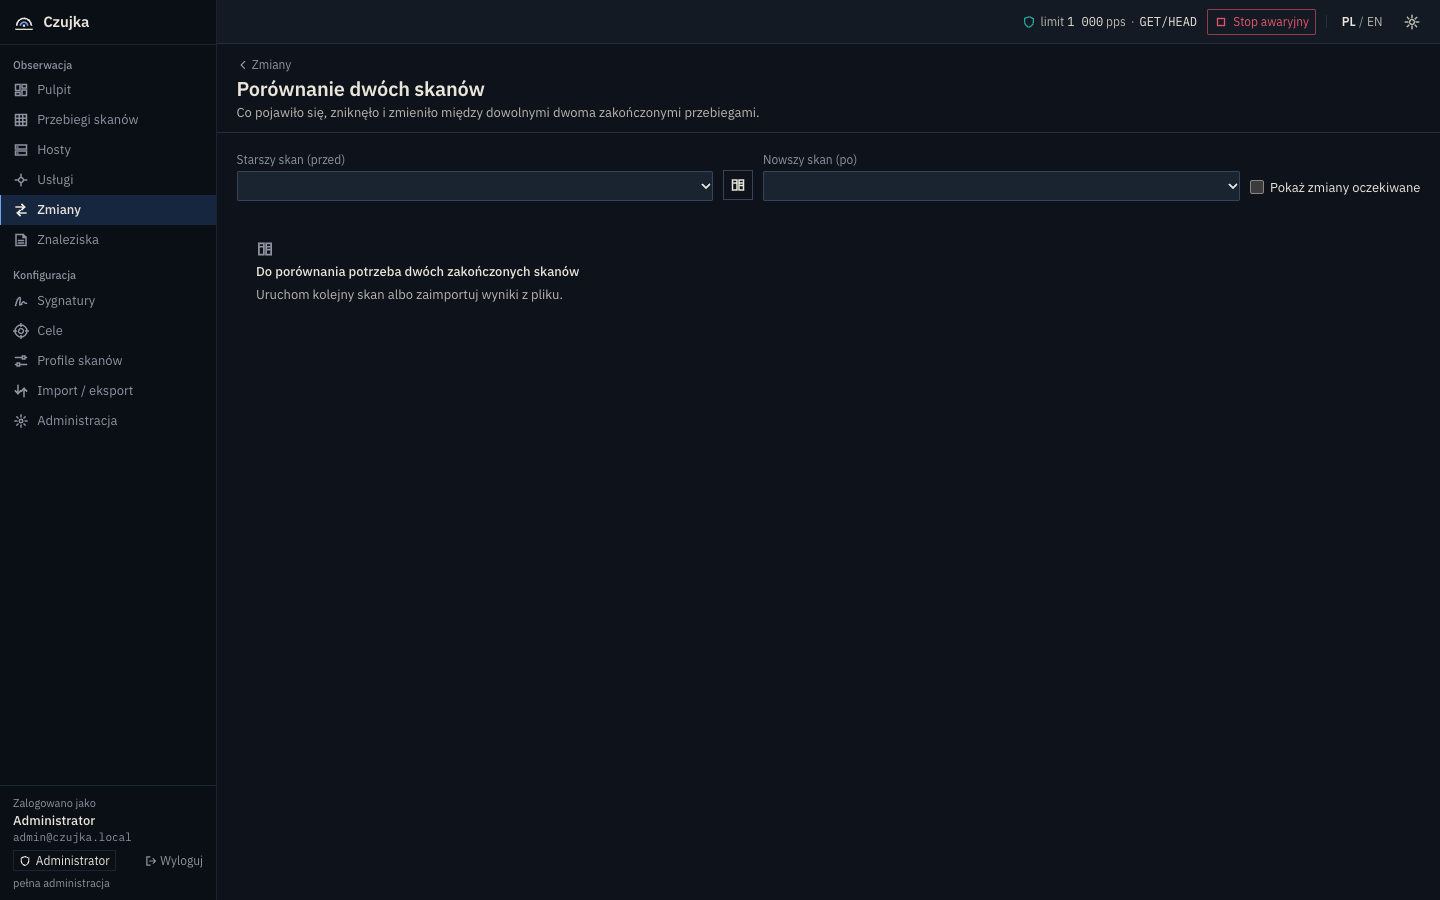 Czujka
limit 1 000 pps · GET/HEAD
Stop awaryjny
PL / EN
Obserwacja
Pulpit
Przebiegi skanów
Hosty
Usługi
Zmiany
Znaleziska
Konfiguracja
Sygnatury
Cele
Profile skanów
Import / eksport
Administracja
Zmiany
Porównanie dwóch skanów
Co pojawiło się, zniknęło i zmieniło między dowolnymi dwoma zakończonymi przebiegami.
Starszy skan (przed)
Nowszy skan (po)
Pokaż zmiany oczekiwane
Do porównania potrzeba dwóch zakończonych skanów
Uruchom kolejny skan albo zaimportuj wyniki z pliku.
Zalogowano jako
Administrator
admin@czujka.local
Administrator
Wyloguj
pełna administracja